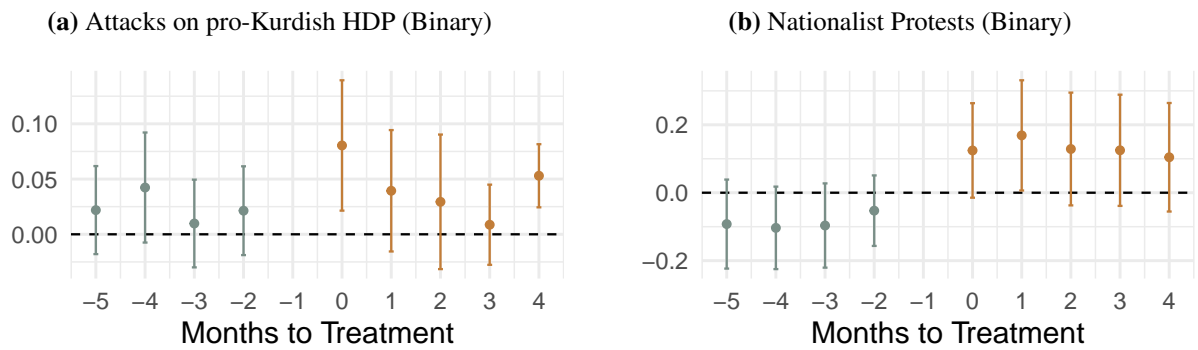 (a) Attacks on pro-Kurdish HDP (Binary)
(b) Nationalist Protests (Binary)
0.10
0.05
0.00
−5 −4 −3 −2 −1 0 1 2 3 4
Months to Treatment
0.2
0.0
−0.2
−5 −4 −3 −2 −1 0 1 2 3 4
Months to Treatment